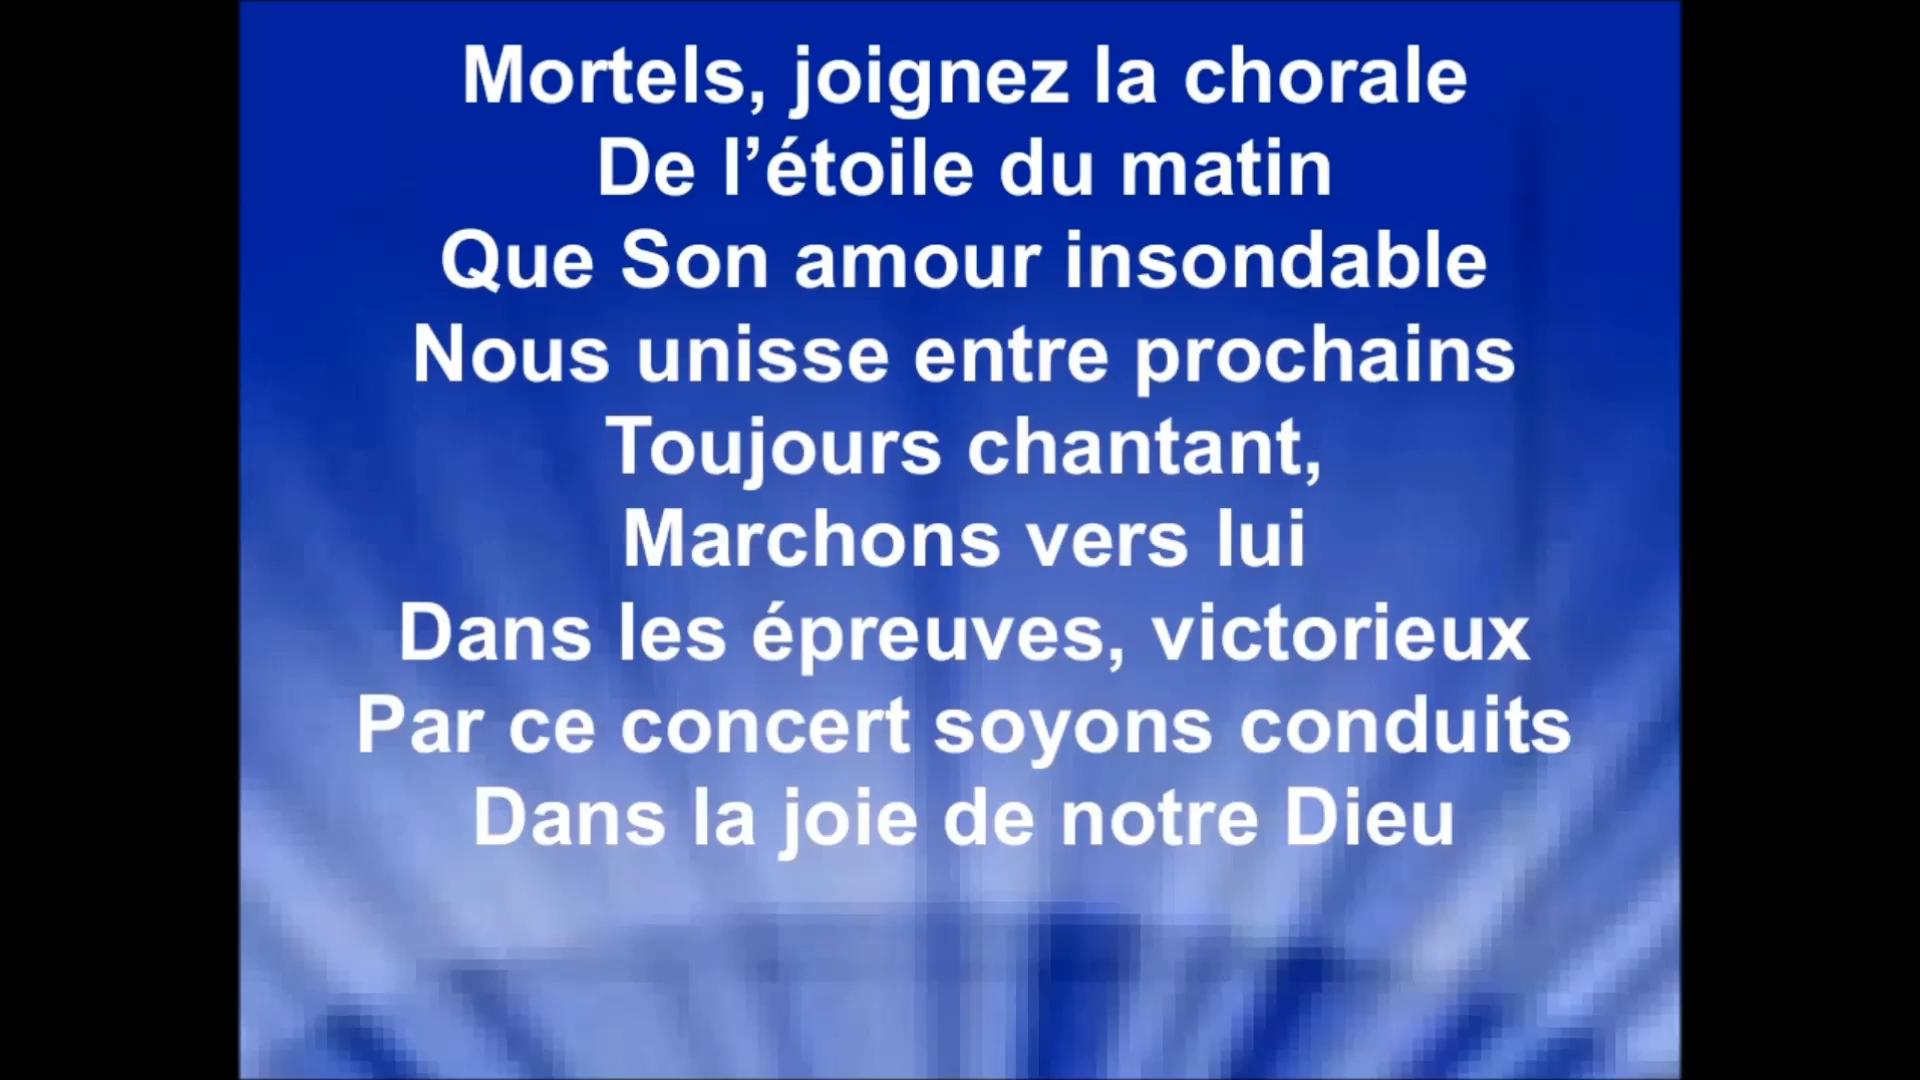 Mortels, joignez la chorale
De l’étoile du matin
Que Son amour insondable
Nous unisse entre prochains
Toujours chantant,
Marchons vers lui
Dans les épreuves, victorieux
Par ce concert soyons conduits
Dans la joie de notre Dieu